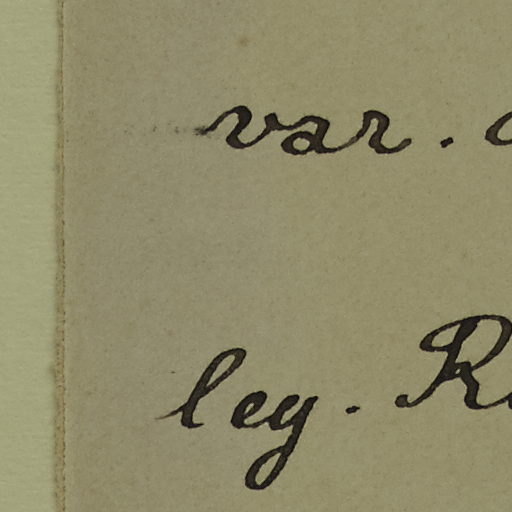 var.
leg. R